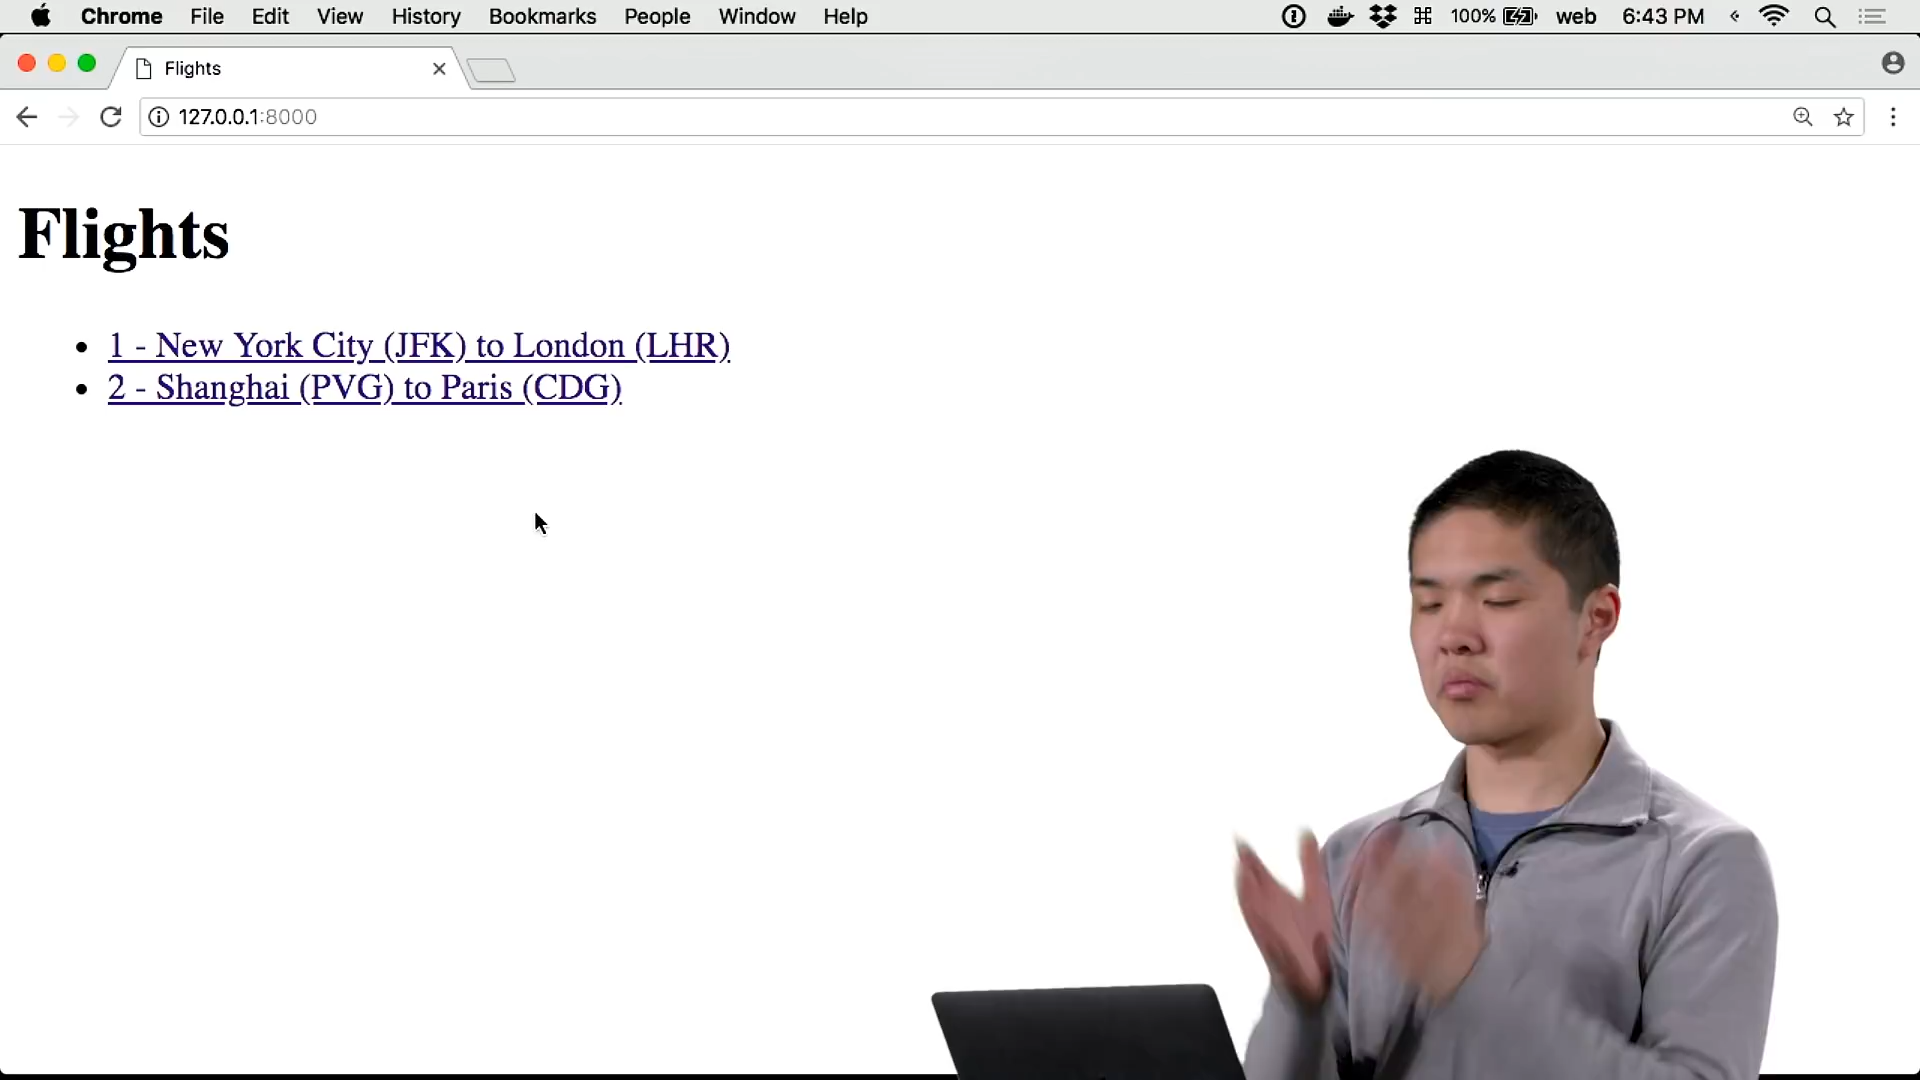 Chrome File Edit View History Bookmarks People Window Help 100% web 6:43 PM
Flights
127.0.0.1:8000
Flights
1 - New York City (JFK) to London (LHR)
2 - Shanghai (PVG) to Paris (CDG)